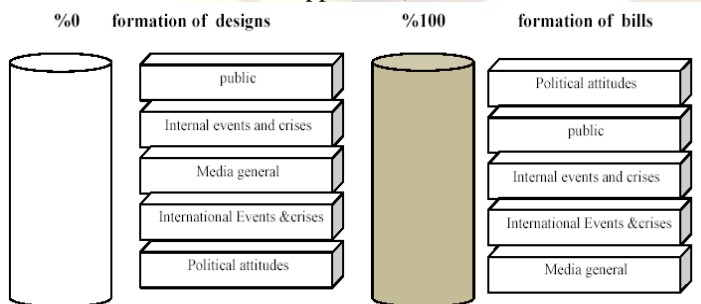 %0 formation of designs
%100 formation of bills
public
Internal events and crises
Media general
International Events &crises
Political attitudes
Political attitudes
public
Internal events and crises
International Events &crises
Media general